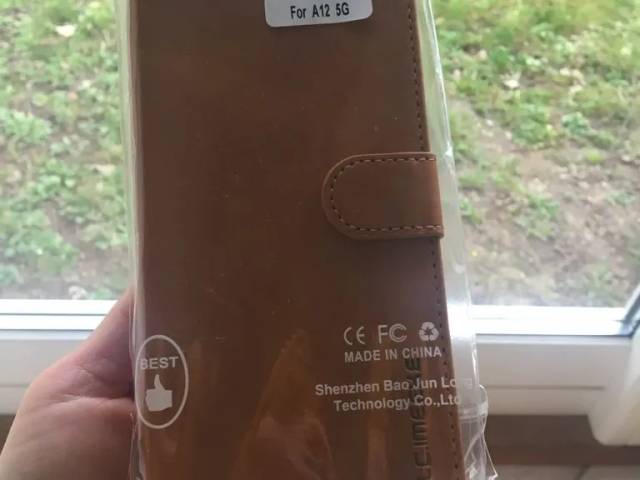 For A12 5G
BEST
CE FC
MADE IN CHINA
Shenzhen Bao Jun Long
Technology Co.,Ltd